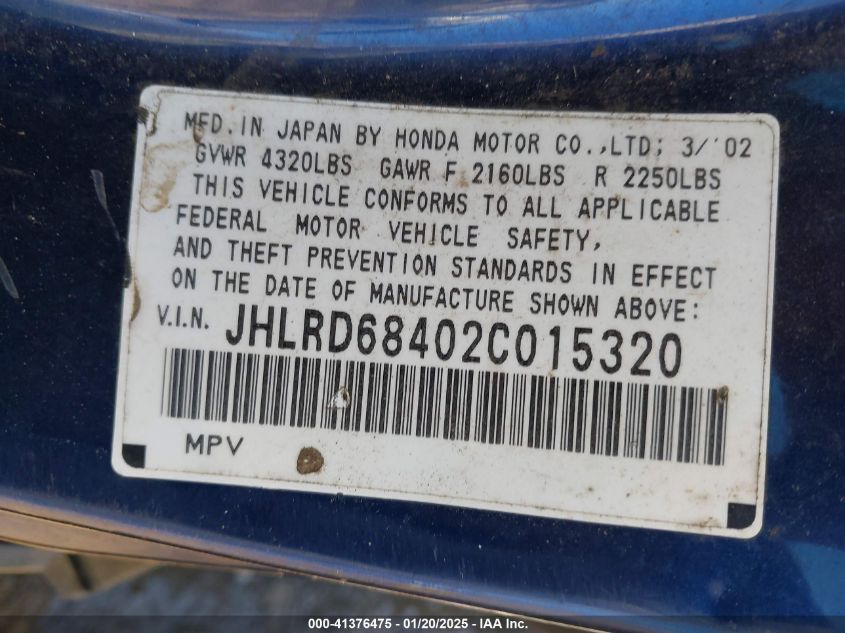 MFD. IN JAPAN BY HONDA MOTOR CO.,LTD; 3/'02
GVWR 4320LBS GAWR F 2160LBS R 2250LBS
THIS VEHICLE CONFORMS TO ALL APPLICABLE
FEDERAL MOTOR VEHICLE SAFETY,
AND THEFT PREVENTION STANDARDS IN EFFECT
ON THE DATE OF MANUFACTURE SHOWN ABOVE:
V.I.N. JHLRD68402C015320
MPV
000-41376475 | 01/20/2025 | IAA, Inc.